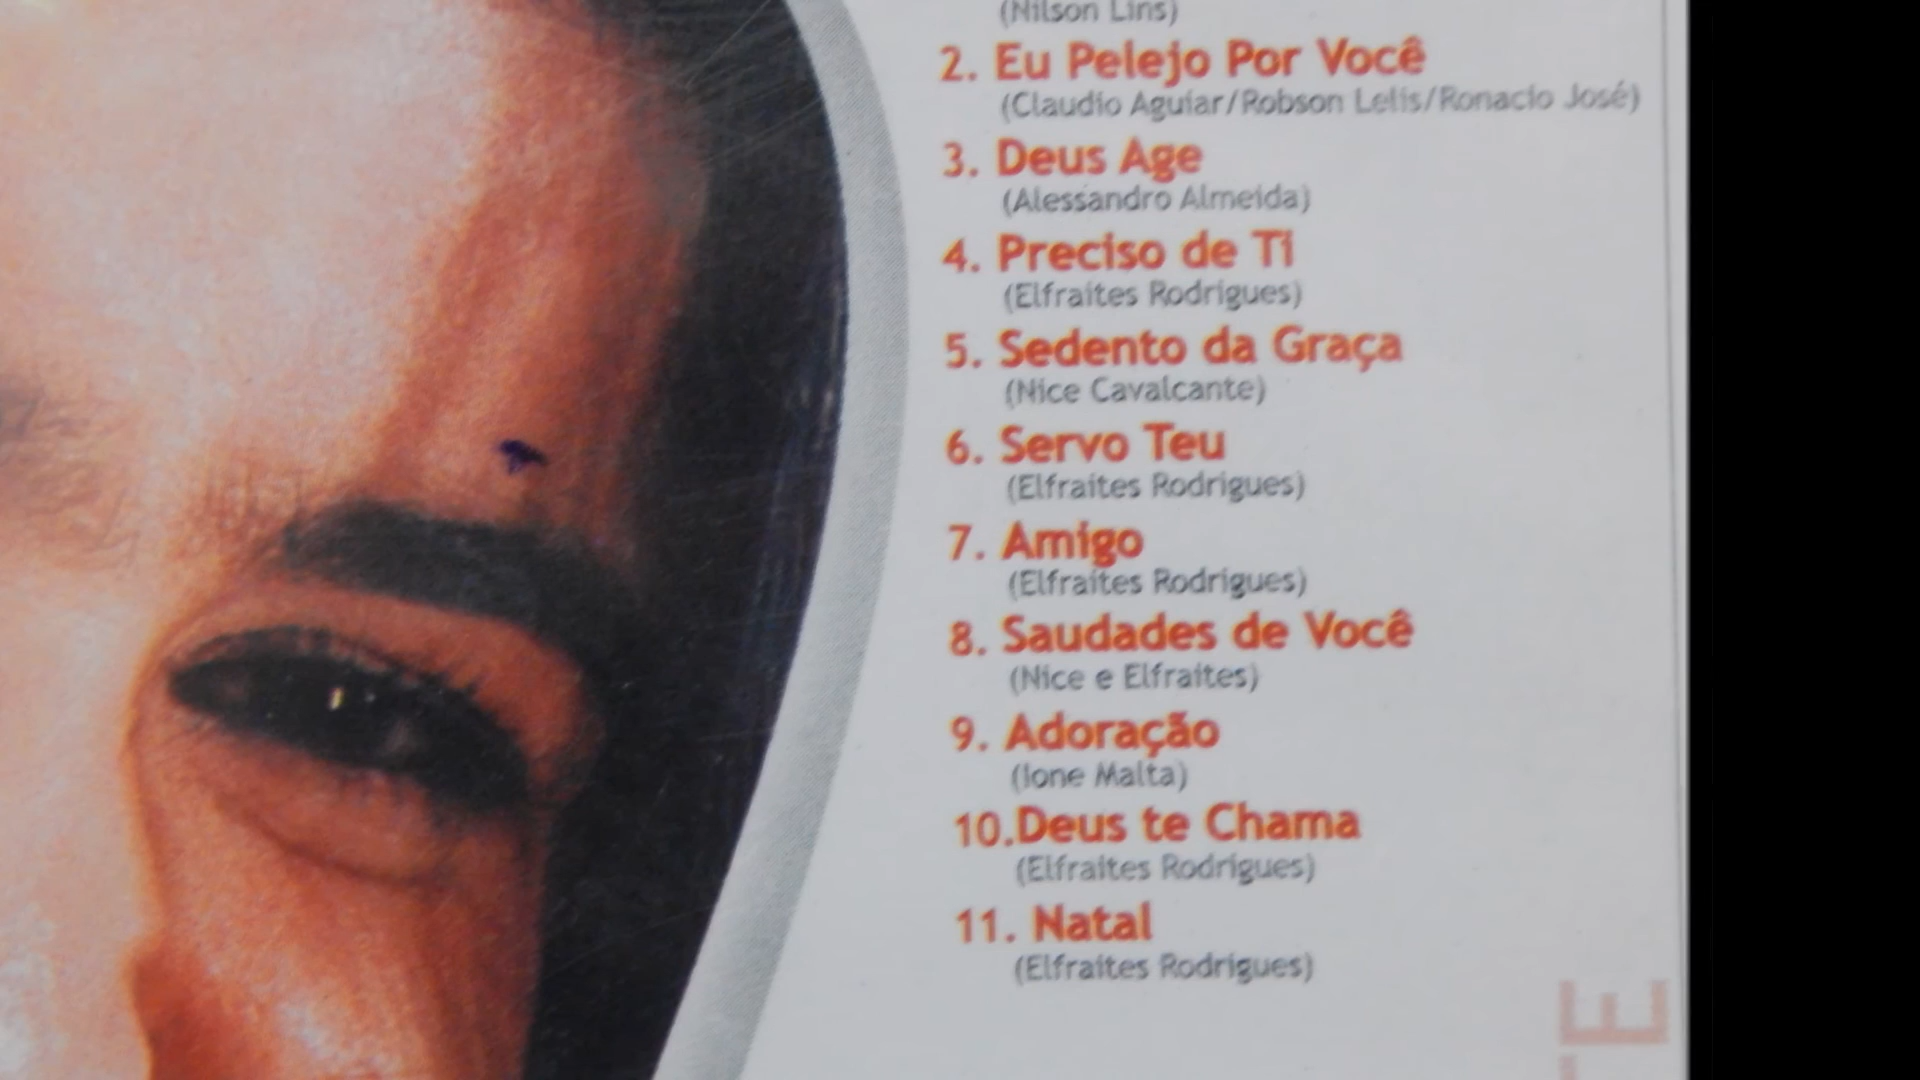 (Nilson Lins)
2. Eu Pelejo Por Você
(Claudio Aguiar/Robson Lelis/Ronacio José)
3. Deus Age
(Alessandro Almeida)
4. Preciso de Ti
(Elfraites Rodrigues)
5. Sedento da Graça
(Nice Cavalcante)
6. Servo Teu
(Elfraites Rodrigues)
7. Amigo
(Elfraites Rodrigues)
8. Saudades de Você
(Nice e Elfraites)
9. Adoração
(Ione Malta)
10.Deus te Chama
(Elfraites Rodrigues)
11. Natal
(Elfraites Rodrigues)